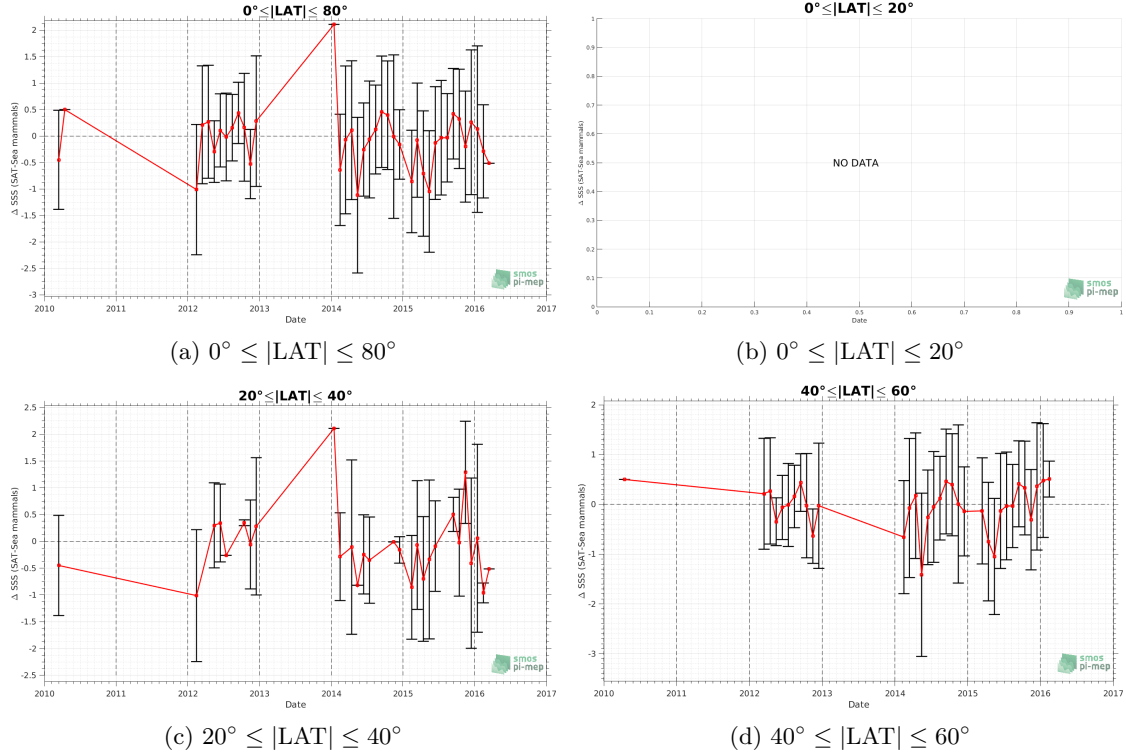 0°≤|LAT|≤ 80°
Δ SSS (SAT-Sea mammals)
2
1.5
1
0.5
0
-0.5
-1
-1.5
-2
-2.5
-3
2010 2011 2012 2013 2014 2015 2016 2017
Date
smos
pi-mep
(a) 0° ≤ |LAT| ≤ 80°
0°≤|LAT|≤ 20°
Δ SSS (SAT-Sea mammals)
1
0.9
0.8
0.7
0.6
0.5
0.4
0.3
0.2
0.1
0
NO DATA
0 0.1 0.2 0.3 0.4 0.5 0.6 0.7 0.8 0.9 1
Date
smos
pi-mep
(b) 0° ≤ |LAT| ≤ 20°
20°≤|LAT|≤ 40°
Δ SSS (SAT-Sea mammals)
2.5
2
1.5
1
0.5
0
-0.5
-1
-1.5
-2
-2.5
2010 2011 2012 2013 2014 2015 2016 2017
Date
smos
pi-mep
(c) 20° ≤ |LAT| ≤ 40°
40°≤|LAT|≤ 60°
Δ SSS (SAT-Sea mammals)
2
1
0
-1
-2
-3
2010 2011 2012 2013 2014 2015 2016 2017
Date
smos
pi-mep
(d) 40° ≤ |LAT| ≤ 60°